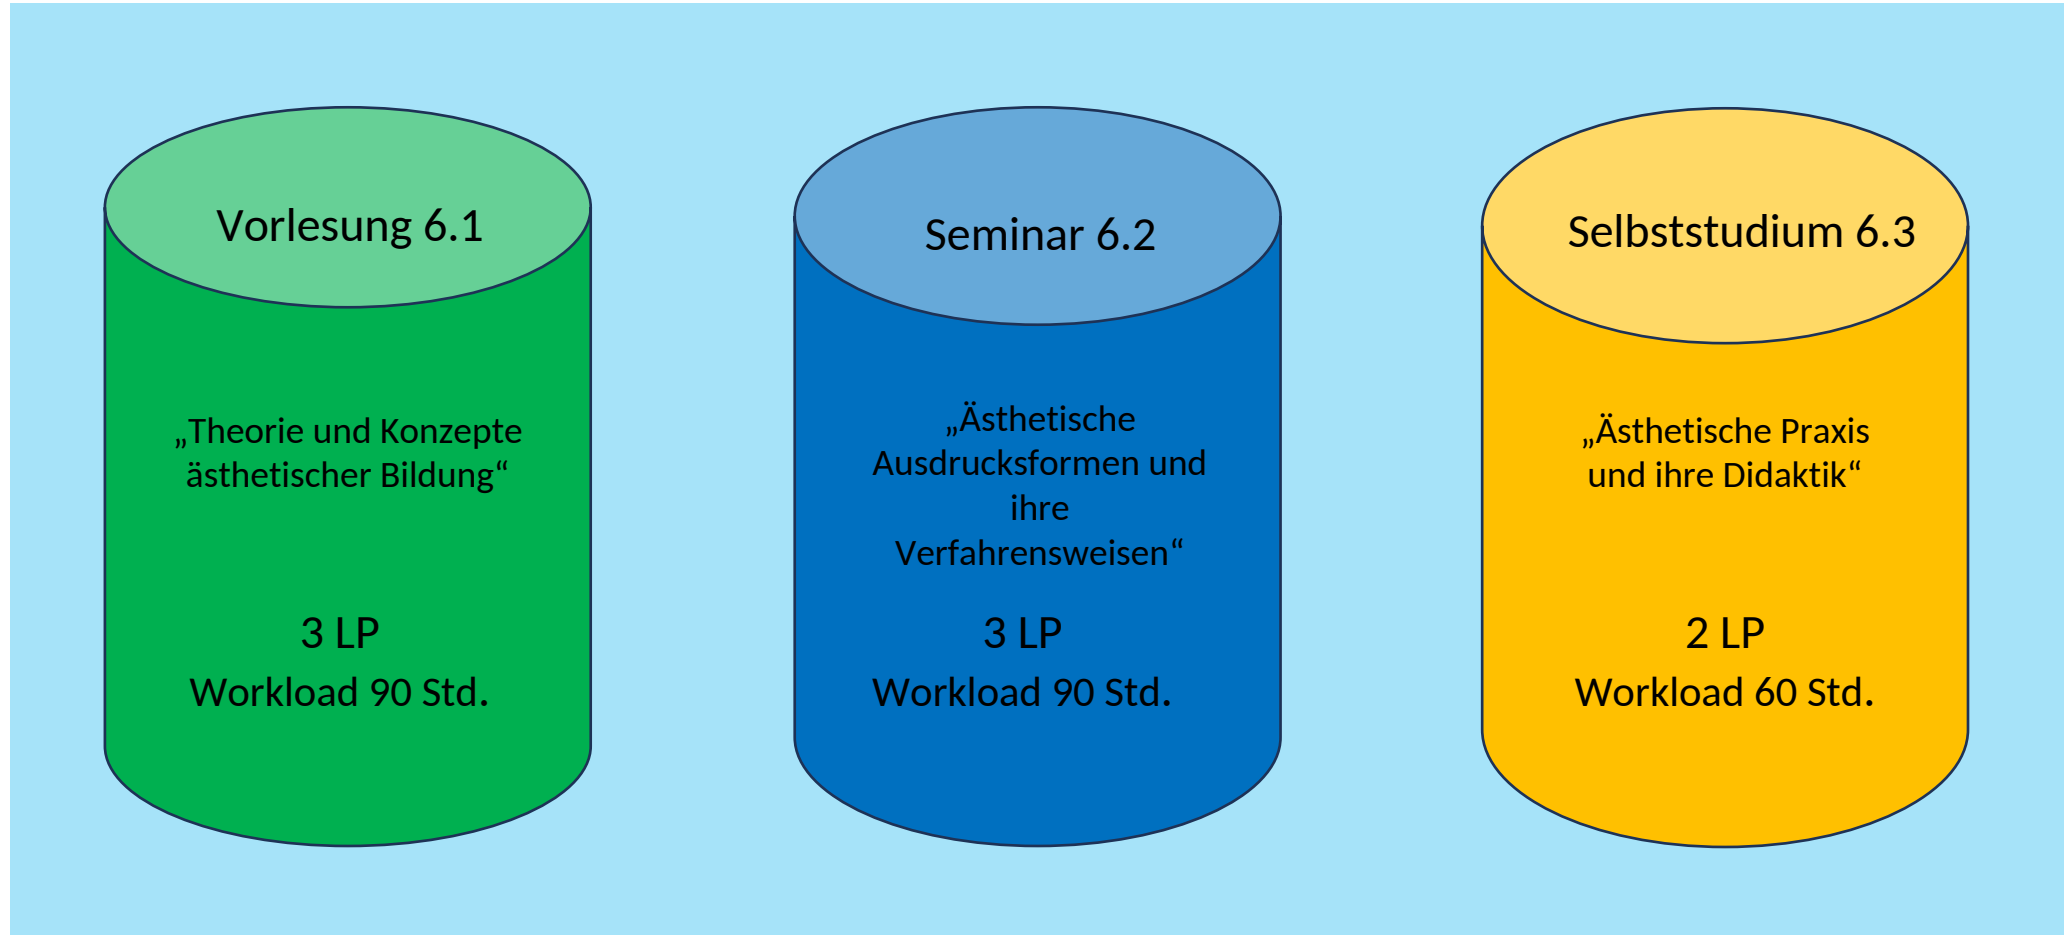 Vorlesung 6.1
„Theorie und Konzepte
ästhetischer Bildung“
3 LP
Workload 90 Std.
Seminar 6.2
„Ästhetische
Ausdrucksformen und
ihre
Verfahrensweisen“
3 LP
Workload 90 Std.
Selbststudium 6.3
„Ästhetische Praxis
und ihre Didaktik“
2 LP
Workload 60 Std.